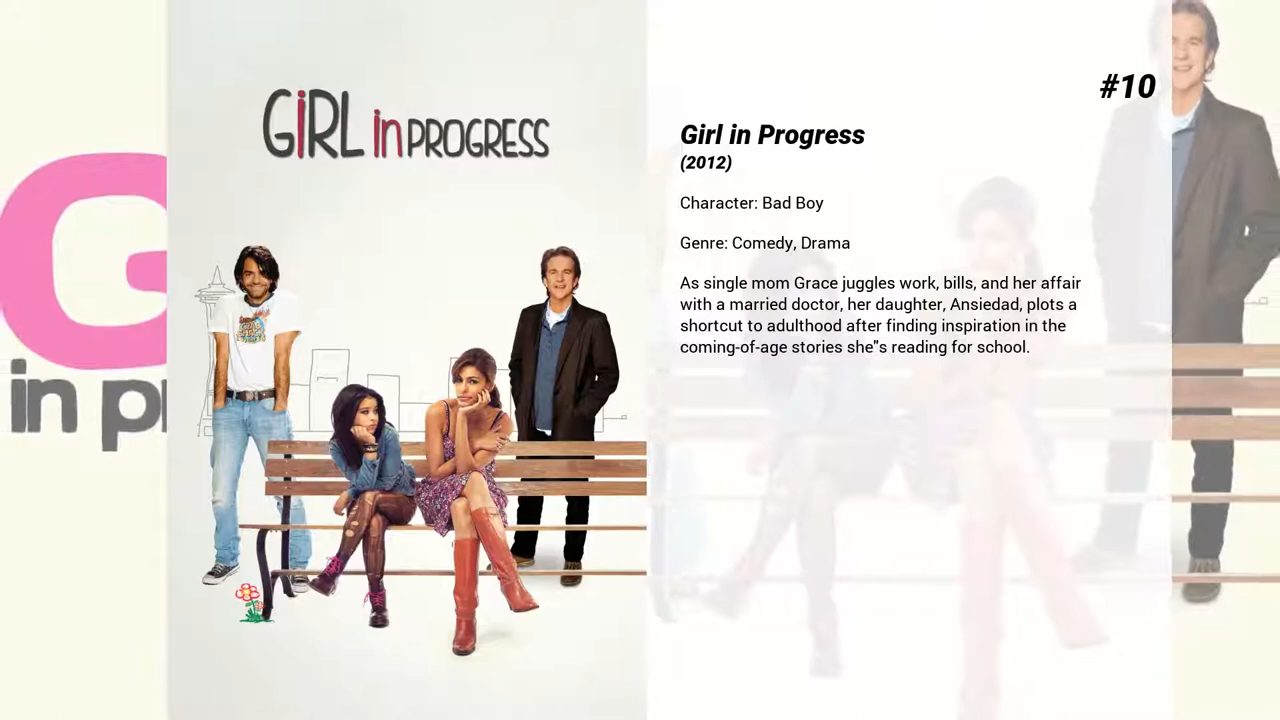 GiRL in PROGRESS
#10
Girl in Progress
(2012)
Character: Bad Boy
Genre: Comedy, Drama
As single mom Grace juggles work, bills, and her affair
with a married doctor, her daughter, Ansiedad, plots a
shortcut to adulthood after finding inspiration in the
coming-of-age stories she"s reading for school.
G
in p